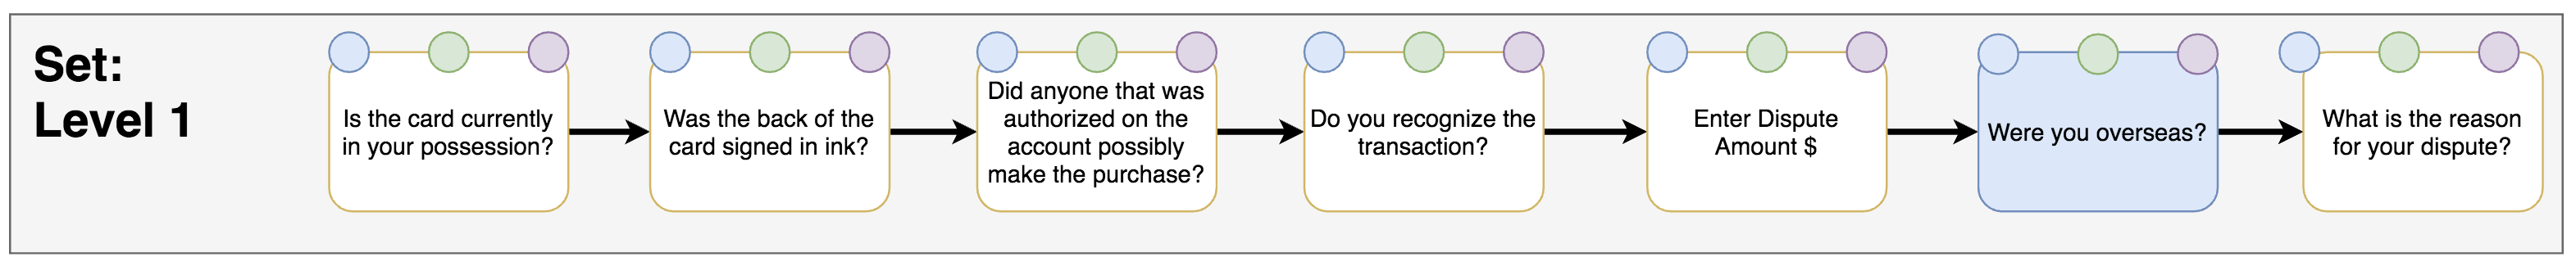 Set:
Level 1
Is the card currently
in your possession?
Was the back of the
card signed in ink?
Did anyone that was
authorized on the
account possibly
make the purchase?
Do you recognize the
transaction?
Enter Dispute
Amount $
Were you overseas?
What is the reason
for your dispute?